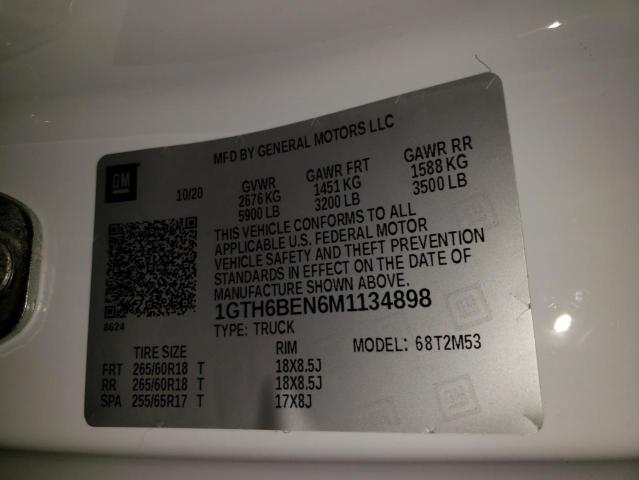 MFD BY GENERAL MOTORS LLC
GM
10/20
GVWR GAWR FRT GAWR RR
2676 KG 1451 KG 1588 KG
5900 LB 3200 LB 3500 LB
THIS VEHICLE CONFORMS TO ALL
APPLICABLE U.S. FEDERAL MOTOR
VEHICLE SAFETY AND THEFT PREVENTION
STANDARDS IN EFFECT ON THE DATE OF
MANUFACTURE SHOWN ABOVE.
8624
1GTH6BEN6M1134898
TYPE: TRUCK MODEL: 68T2M53
TIRE SIZE RIM
FRT 265/60R18 T 18X8.5J
RR 265/60R18 T 18X8.5J
SPA 255/65R17 T 17X8J